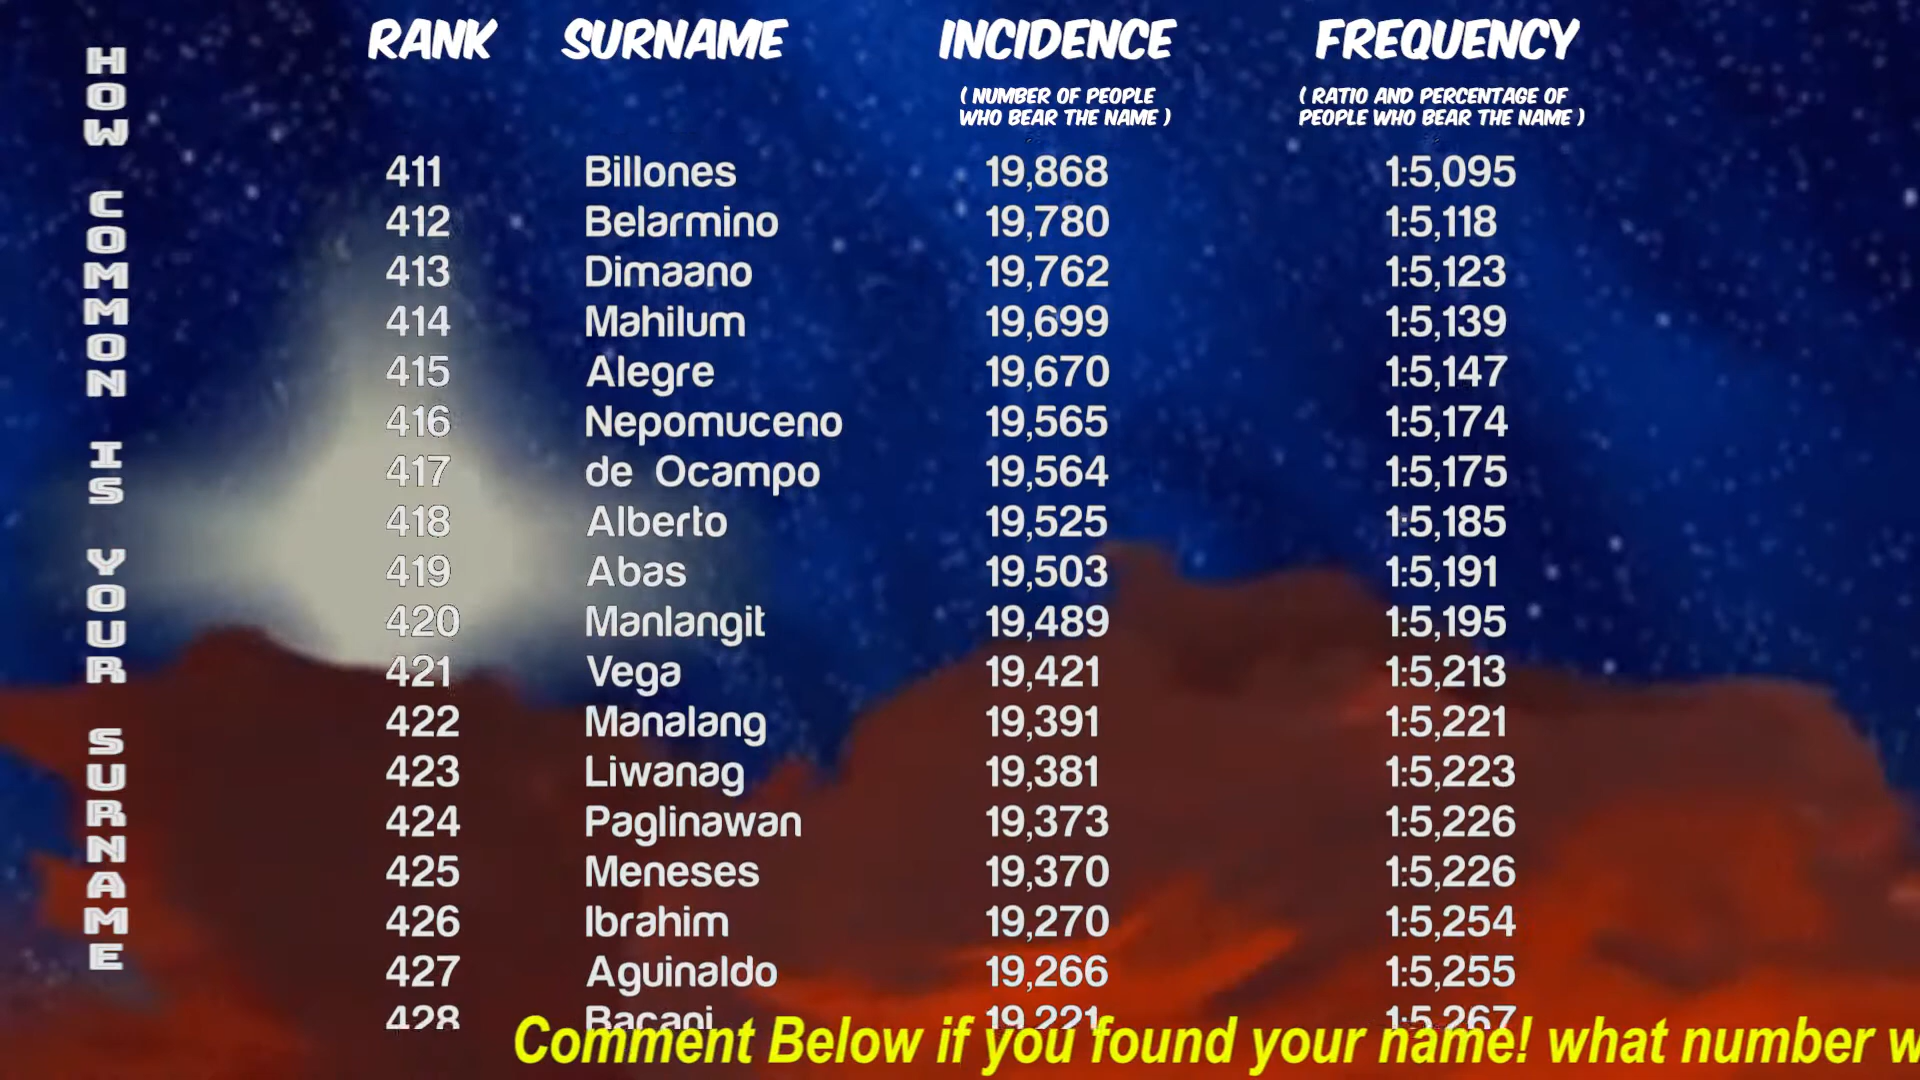 HOW COMMON IS YOUR SURNAME
RANK SURNAME INCIDENCE FREQUENCY
( NUMBER OF PEOPLE WHO BEAR THE NAME ) ( RATIO AND PERCENTAGE OF PEOPLE WHO BEAR THE NAME )
411 Billones 19,868 1:5,095
412 Belarmino 19,780 1:5,118
413 Dimaano 19,762 1:5,123
414 Mahilum 19,699 1:5,139
415 Alegre 19,670 1:5,147
416 Nepomuceno 19,565 1:5,174
417 de Ocampo 19,564 1:5,175
418 Alberto 19,525 1:5,185
419 Abas 19,503 1:5,191
420 Manlangit 19,489 1:5,195
421 Vega 19,421 1:5,213
422 Manalang 19,391 1:5,221
423 Liwanag 19,381 1:5,223
424 Paglinawan 19,373 1:5,226
425 Meneses 19,370 1:5,226
426 Ibrahim 19,270 1:5,254
427 Aguinaldo 19,266 1:5,255
428 Bacani 19,221 1:5,267
Comment Below if you found your name! what number